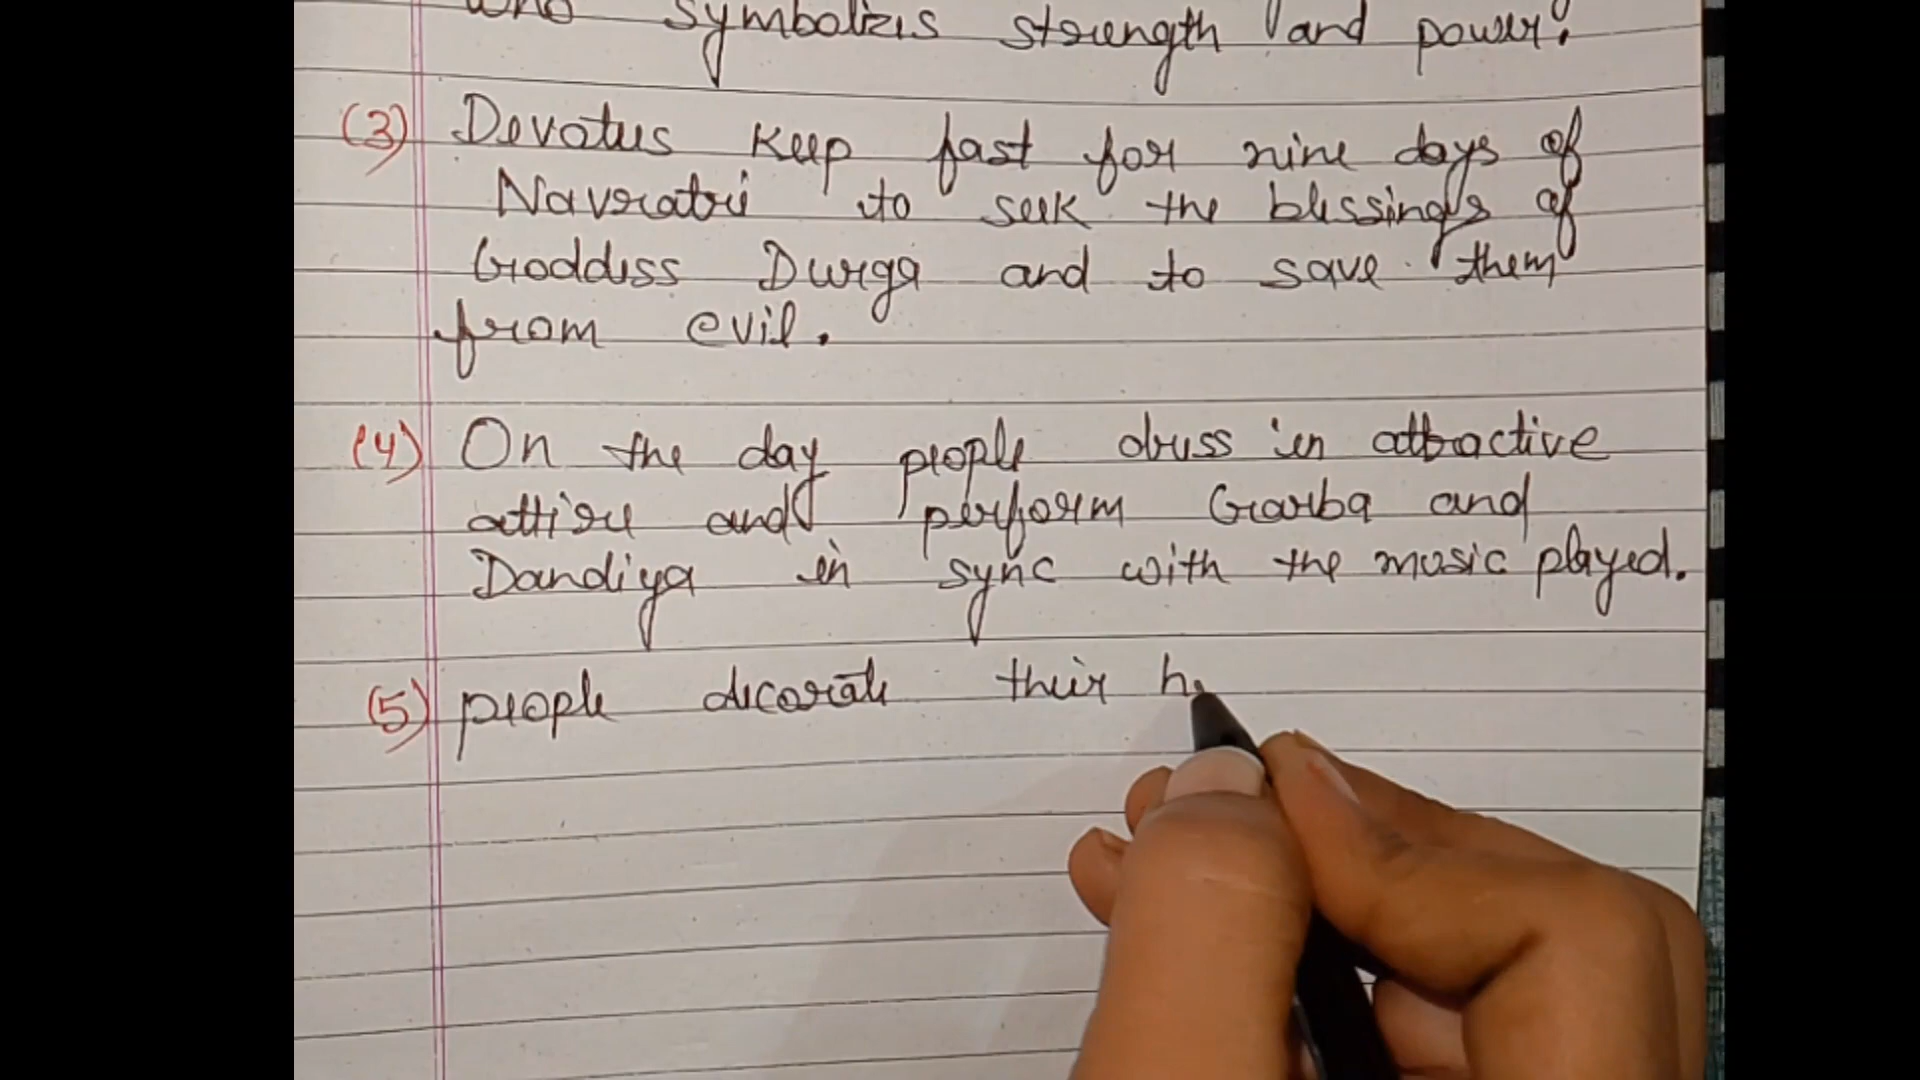 who symbolizes strength and power.
(3) Devotees keep fast for nine days of
Navratri to seek the blessings of
Goddess Durga and to save them
from evil.
(4) On the day people dress in attractive
attire and perform Garba and
Dandiya in sync with the music played.
(5) people decorate their h